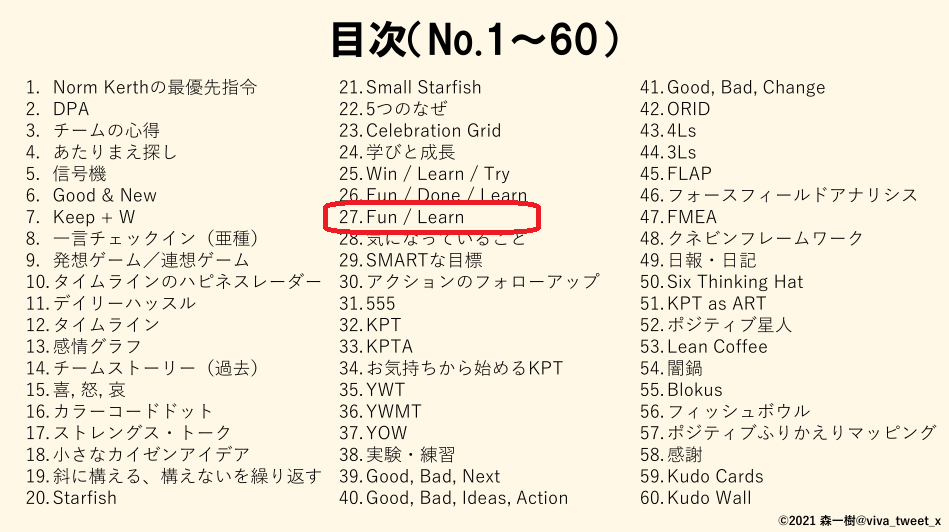 目次(No.1～60)
1. Norm Kerthの最優先指令
2. DPA
3. チームの心得
4. あたりまえ探し
5. 信号機
6. Good & New
7. Keep + W
8. 一言チェックイン（亜種）
9. 発想ゲーム／連想ゲーム
10. タイムラインのハピネスレーダー
11. デイリーハッスル
12. タイムライン
13. 感情グラフ
14. チームストーリー（過去）
15. 喜, 怒, 哀
16. カラーコードドット
17. ストレングス・トーク
18. 小さなカイゼンアイデア
19. 斜に構える、構えないを繰り返す
20. Starfish
21. Small Starfish
22. 5つのなぜ
23. Celebration Grid
24. 学びと成長
25. Win / Learn / Try
26. Fun / Done / Learn
27. Fun / Learn
28. 気になっていること
29. SMARTな目標
30. アクションのフォローアップ
31. 555
32. KPT
33. KPTA
34. お気持ちから始めるKPT
35. YWT
36. YWMT
37. YOW
38. 実験・練習
39. Good, Bad, Next
40. Good, Bad, Ideas, Action
41. Good, Bad, Change
42. ORID
43. 4Ls
44. 3Ls
45. FLAP
46. フォースフィールドアナリシス
47. FMEA
48. クネビンフレームワーク
49. 日報・日記
50. Six Thinking Hat
51. KPT as ART
52. ポジティブ星人
53. Lean Coffee
54. 闇鍋
55. Blokus
56. フィッシュボウル
57. ポジティブふりかえりマッピング
58. 感謝
59. Kudo Cards
60. Kudo Wall
©2021 森一樹@viva_tweet_x